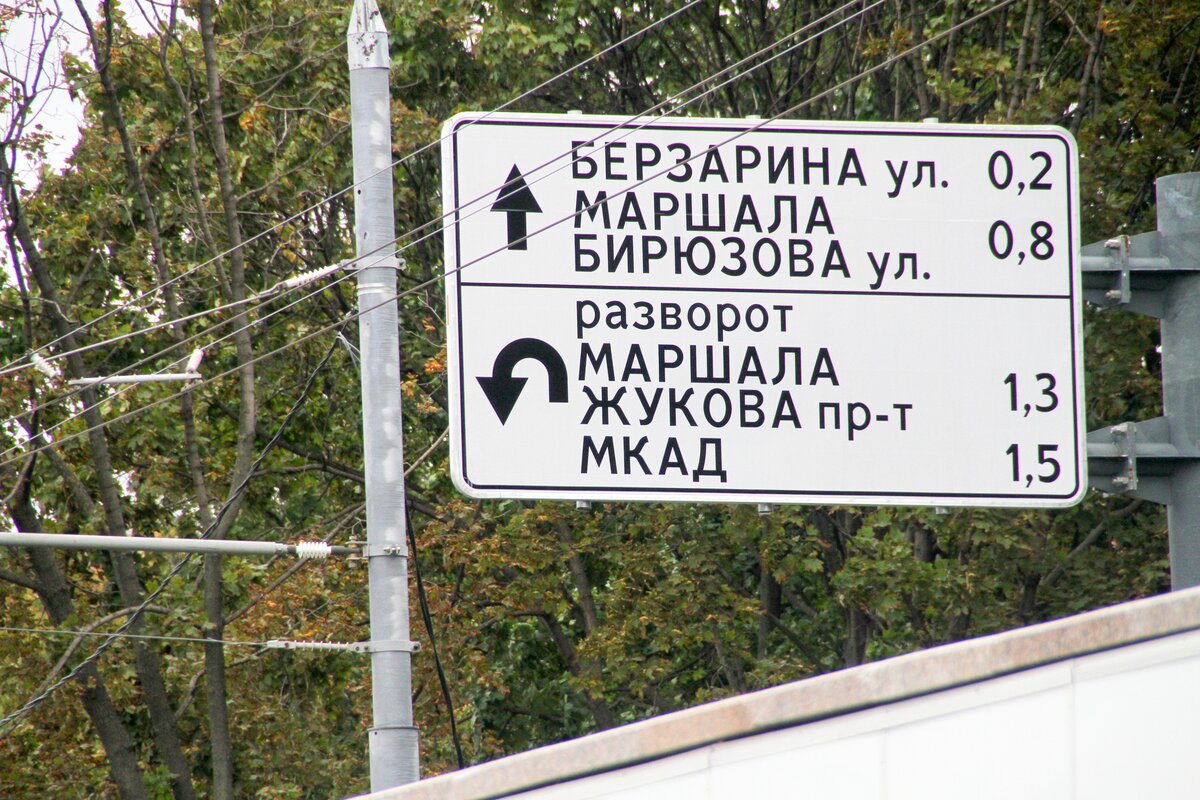 БЕРЗАРИНА ул. 0,2
МАРШАЛА
БИРЮЗОВА ул. 0,8
разворот
МАРШАЛА
ЖУКОВА пр-т 1,3
МКАД 1,5